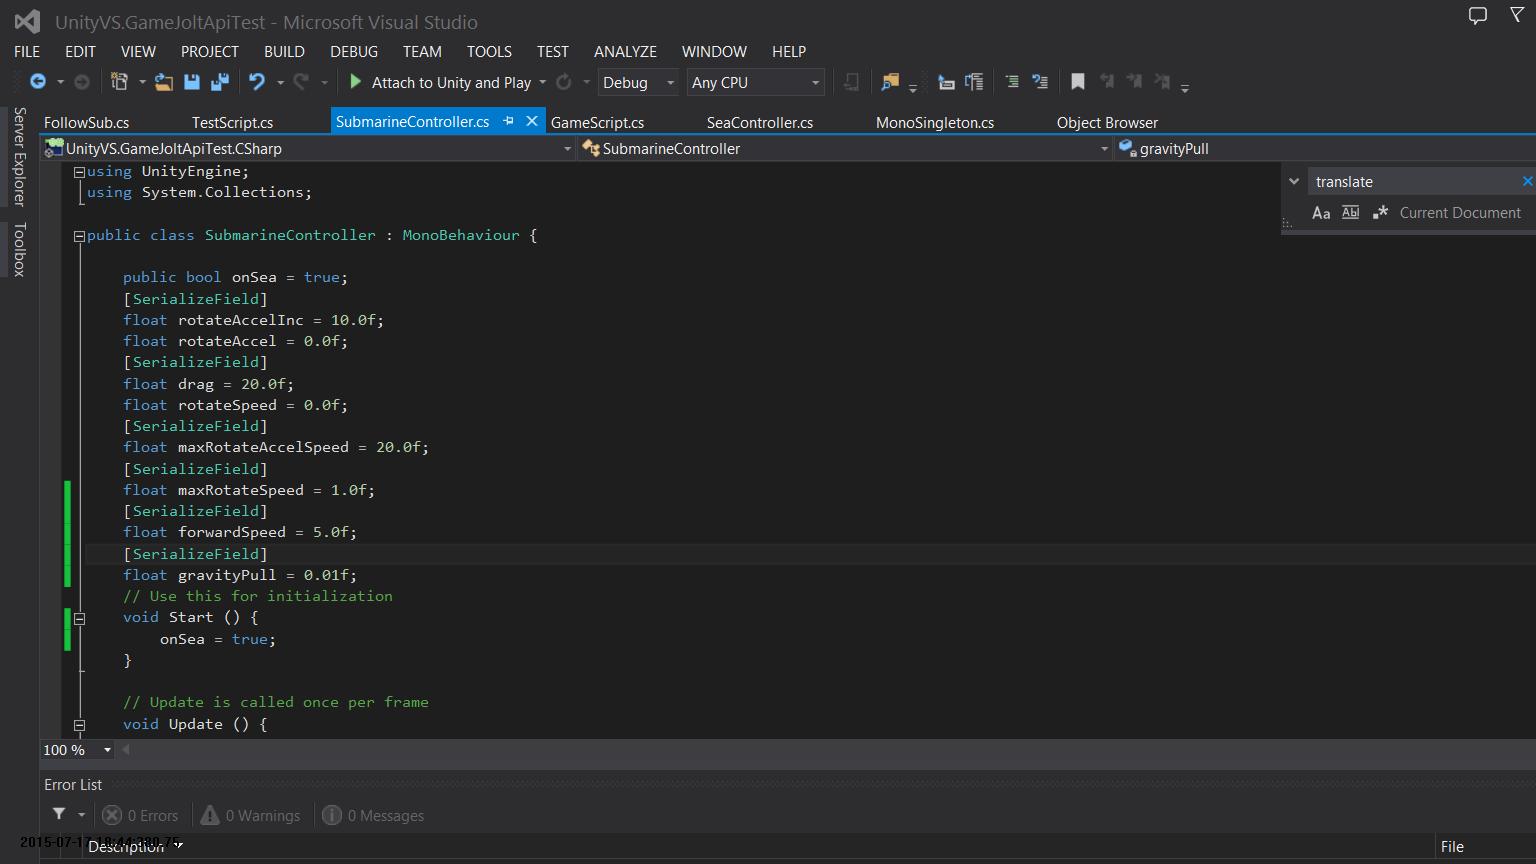 UnityVS.GameJoltApiTest - Microsoft Visual Studio
FILE EDIT VIEW PROJECT BUILD DEBUG TEAM TOOLS TEST ANALYZE WINDOW HELP
Attach to Unity and Play Debug Any CPU
Server Explorer
Toolbox
FollowSub.cs TestScript.cs SubmarineController.cs GameScript.cs SeaController.cs MonoSingleton.cs Object Browser
UnityVS.GameJoltApiTest.CSharp SubmarineController gravityPull
translate
Aa Abl .* Current Document
using UnityEngine;
using System.Collections;
public class SubmarineController : MonoBehaviour {
public bool onSea = true;
[SerializeField]
float rotateAccelInc = 10.0f;
float rotateAccel = 0.0f;
[SerializeField]
float drag = 20.0f;
float rotateSpeed = 0.0f;
[SerializeField]
float maxRotateAccelSpeed = 20.0f;
[SerializeField]
float maxRotateSpeed = 1.0f;
[SerializeField]
float forwardSpeed = 5.0f;
[SerializeField]
float gravityPull = 0.01f;
// Use this for initialization
void Start () {
onSea = true;
}
// Update is called once per frame
void Update () {
100 %
Error List
0 Errors 0 Warnings 0 Messages
2015-07-17
Description File